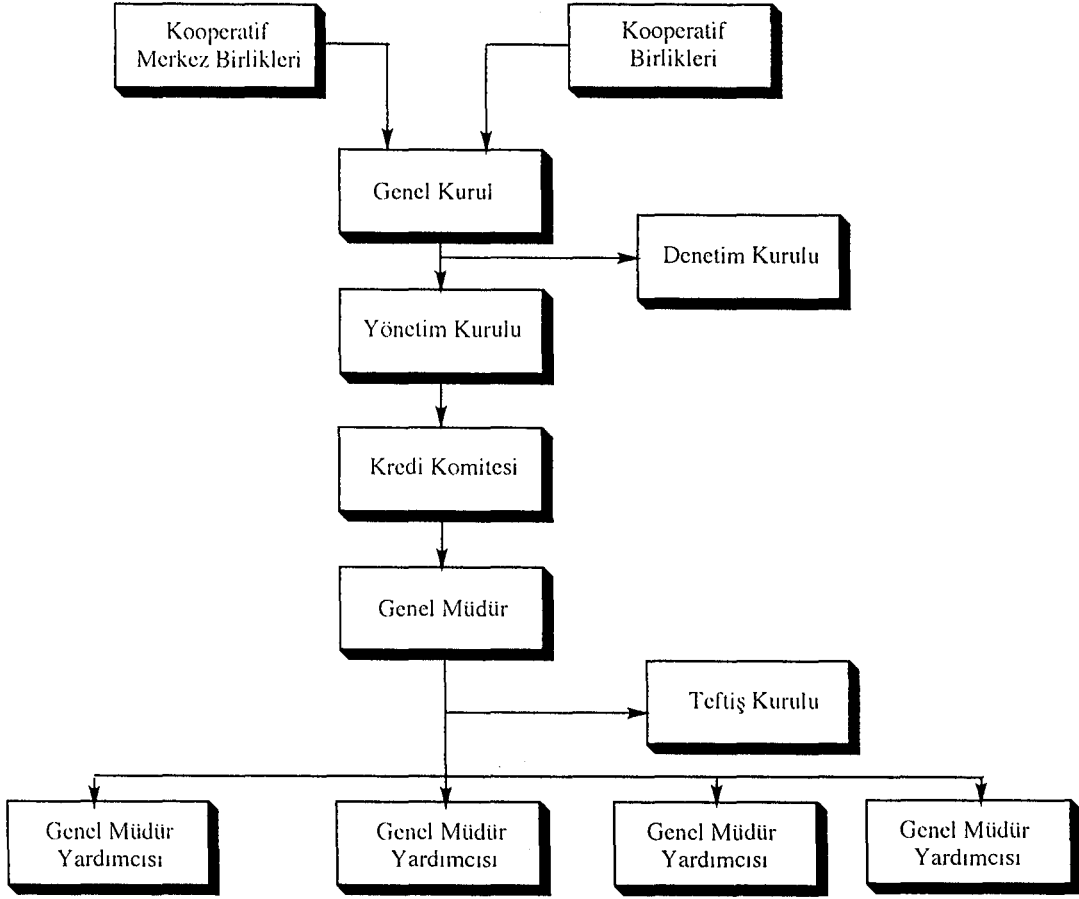 Kooperatif
Merkez Birlikleri
Kooperatif
Birlikleri
Genel Kurul
Denetim Kurulu
Yönetim Kurulu
Kredi Komitesi
Genel Müdür
Teftiş Kurulu
Genel Müdür
Yardımcısı
Genel Müdür
Yardımcısı
Genel Müdür
Yardımcısı
Genel Müdür
Yardımcısı